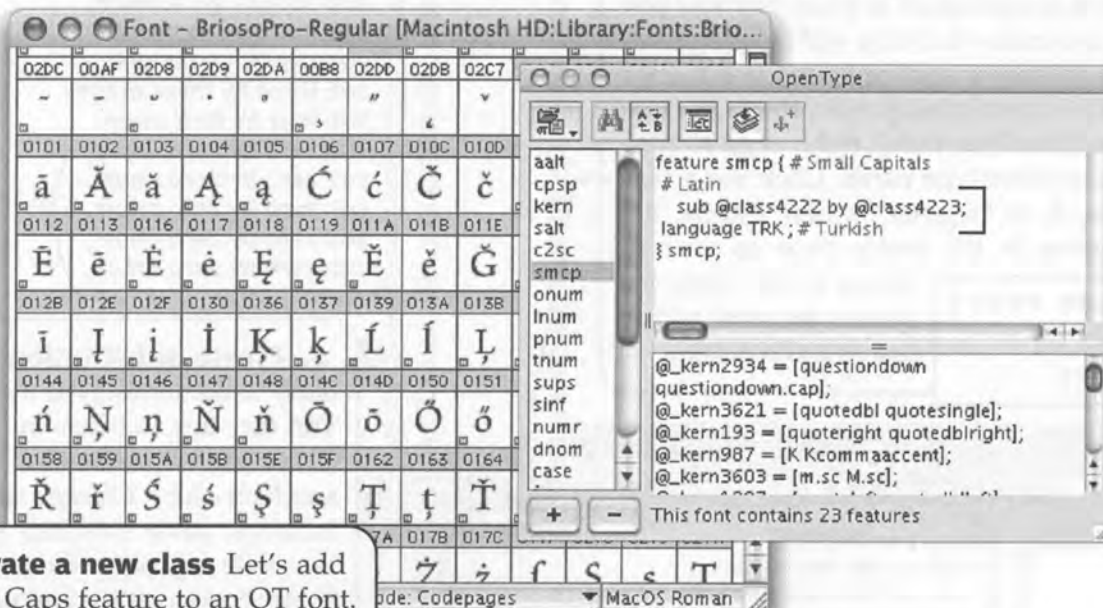 Font – BriosoPro–Regular [Macintosh HD:Library:Fonts:Brio...
02DC 00AF 02D8 02D9 02DA 00B8 02DD 02DB 02C7
˜ ¯ ˘ ˙ ˚ ¸ ˝ ˛ ˇ
0101 0102 0103 0104 0105 0106 0107 010C 010D
ā Ă ă Ą ą Ć ć Č č
0112 0113 0116 0117 0118 0119 011A 011B 011E
Ē ē Ė ė Ę ę Ě ě Ğ
012B 012E 012F 0130 0136 0137 0139 013A 013B
ī Į į İ Ķ ķ Ĺ ĺ Ļ
0144 0145 0146 0147 0148 014C 014D 0150 0151
ń Ņ ņ Ň ň Ō ō Ő ő
0158 0159 015A 015B 015E 015F 0162 0163 0164
Ř ř Ś ś Ş ş Ţ ţ Ť
7A 017B 017C
Ż ż ſ
ode: Codepages MacOS Roman
OpenType
aalt
cpsp
kern
salt
c2sc
smcp
onum
lnum
pnum
tnum
sups
sinf
numr
dnom
case
feature smcp { # Small Capitals
# Latin
sub @class4222 by @class4223;
language TRK ; # Turkish
} smcp;
@_kern2934 = [questiondown
questiondown.cap];
@_kern3621 = [quotedbl quotesingle];
@_kern193 = [quoteright quotedblright];
@_kern987 = [K Kcommaaccent];
@_kern3603 = [m.sc M.sc];
+ – This font contains 23 features
ate a new class Let's add
Caps feature to an OT font.